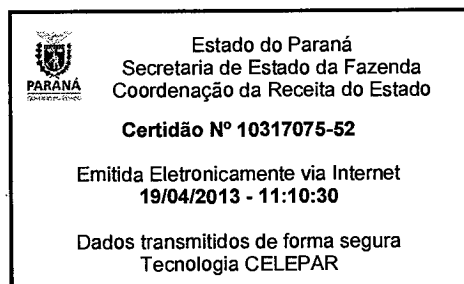 Estado do Paraná
Secretaria de Estado da Fazenda
PARANÁ
Coordenação da Receita do Estado
Certidão Nº 10317075-52
Emitida Eletronicamente via Internet
19/04/2013 - 11:10:30
Dados transmitidos de forma segura
Tecnologia CELEPAR